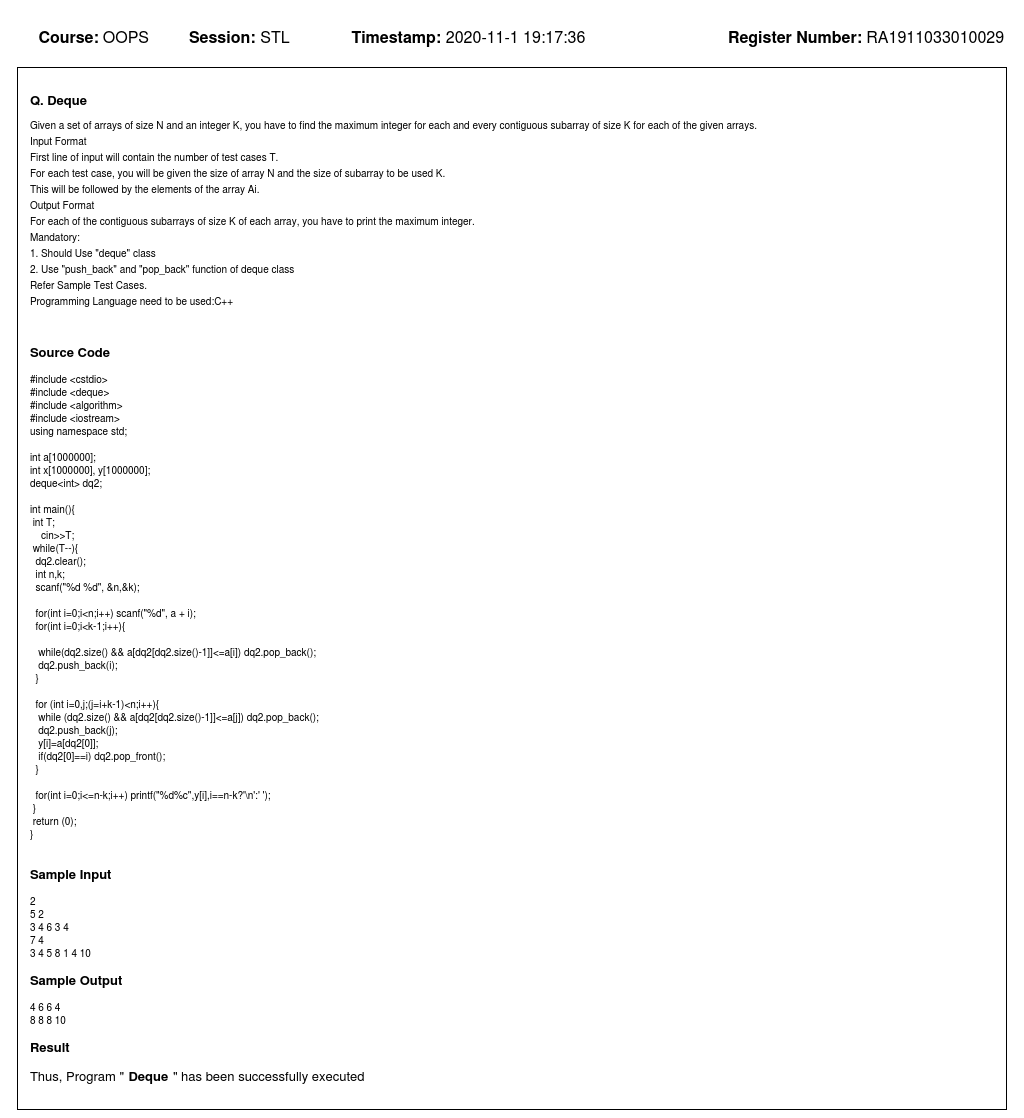 Course: OOPS Session: STL Timestamp: 2020-11-1 19:17:36 Register Number: RA1911033010029
Q. Deque
Given a set of arrays of size N and an integer K, you have to find the maximum integer for each and every contiguous subarray of size K for each of the given arrays.
Input Format
First line of input will contain the number of test cases T.
For each test case, you will be given the size of array N and the size of subarray to be used K.
This will be followed by the elements of the array Ai.
Output Format
For each of the contiguous subarrays of size K of each array, you have to print the maximum integer.
Mandatory:
1. Should Use "deque" class
2. Use "push_back" and "pop_back" function of deque class
Refer Sample Test Cases.
Programming Language need to be used:C++
Source Code
#include <cstdio>
#include <deque>
#include <algorithm>
#include <iostream>
using namespace std;
int a[1000000];
int x[1000000], y[1000000];
deque<int> dq2;
int main(){
int T;
cin>>T;
while(T--){
dq2.clear();
int n,k;
scanf("%d %d", &n,&k);
for(int i=0;i<n;i++) scanf("%d", a + i);
for(int i=0;i<k-1;i++){
while(dq2.size() && a[dq2[dq2.size()-1]]<=a[i]) dq2.pop_back();
dq2.push_back(i);
}
for (int i=0,j;(j=i+k-1)<n;i++){
while (dq2.size() && a[dq2[dq2.size()-1]]<=a[j]) dq2.pop_back();
dq2.push_back(j);
y[i]=a[dq2[0]];
if(dq2[0]==i) dq2.pop_front();
}
for(int i=0;i<=n-k;i++) printf("%d%c",y[i],i==n-k?'\n':' ');
}
return (0);
}
Sample Input
2
5 2
3 4 6 3 4
7 4
3 4 5 8 1 4 10
Sample Output
4 6 6 4
8 8 8 10
Result
Thus, Program " Deque " has been successfully executed